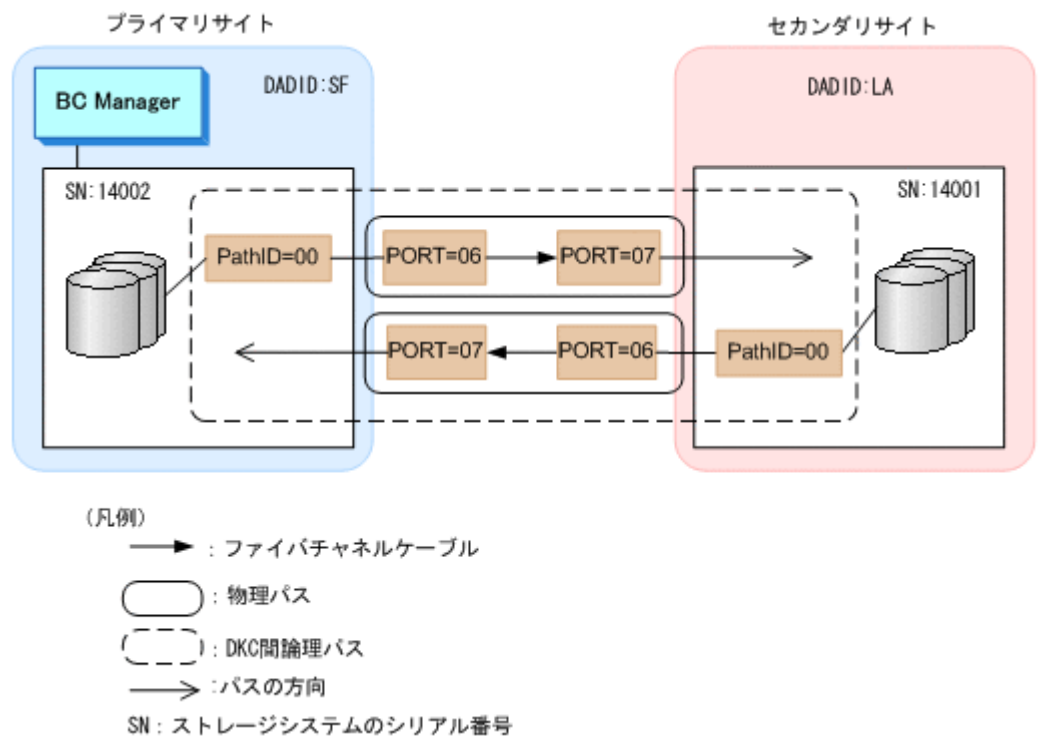 プライマリサイト
セカンダリサイト
BC Manager
DADID:SF
DADID:LA
SN:14002
SN:14001
PathID=00
PORT=06
PORT=07
PORT=07
PORT=06
PathID=00
(凡例)
：ファイバチャネルケーブル
：物理パス
：DKC間論理パス
：パスの方向
SN：ストレージシステムのシリアル番号